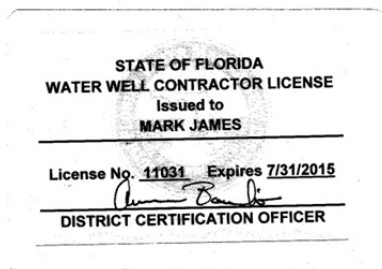 STATE OF FLORIDA
WATER WELL CONTRACTOR LICENSE
Issued to
MARK JAMES
License No. 11031 Expires 7/31/2015
DISTRICT CERTIFICATION OFFICER